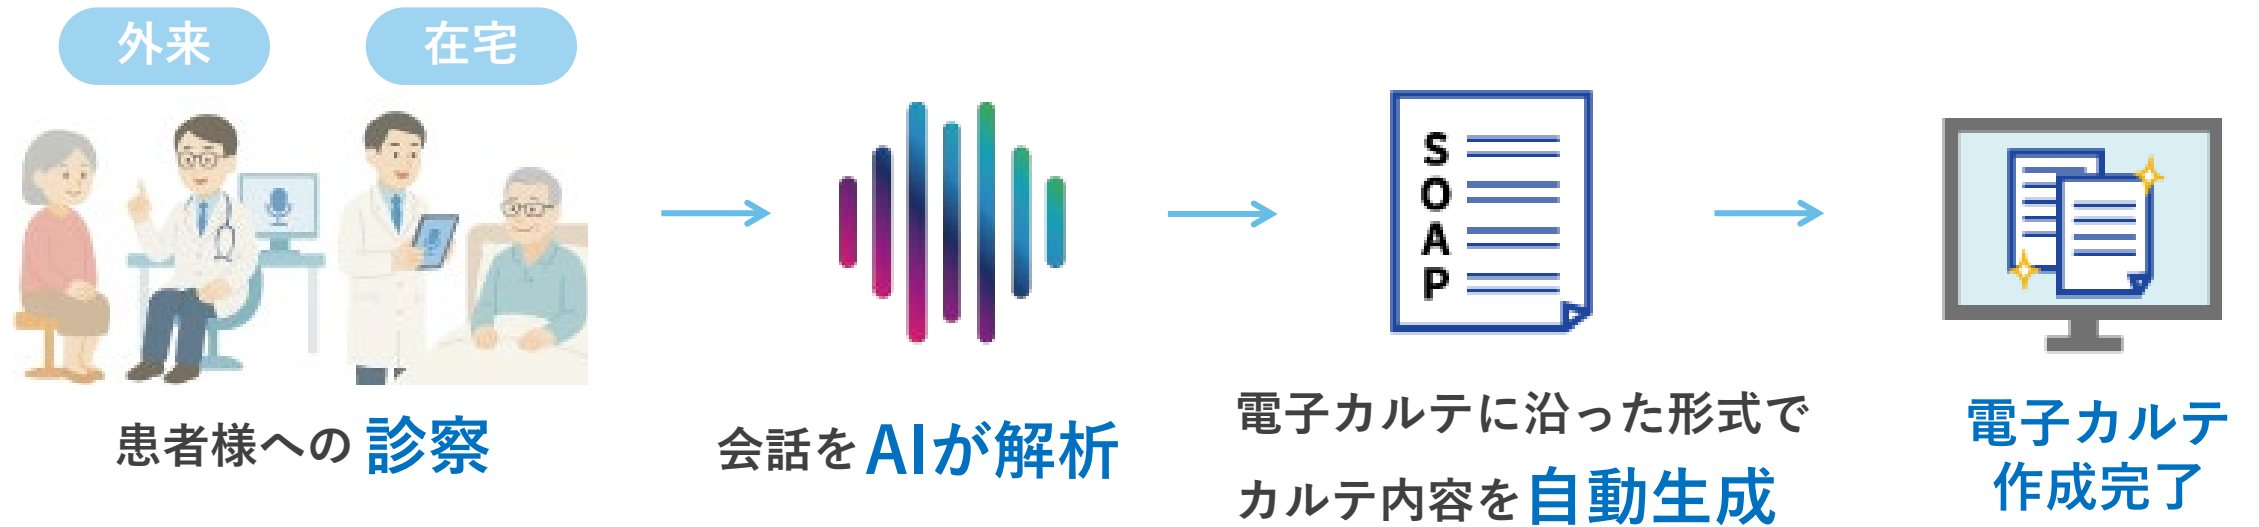 外来
在宅
患者様への 診察
会話をAIが解析
S
O
A
P
電子カルテに沿った形式で
カルテ内容を自動生成
電子カルテ
作成完了